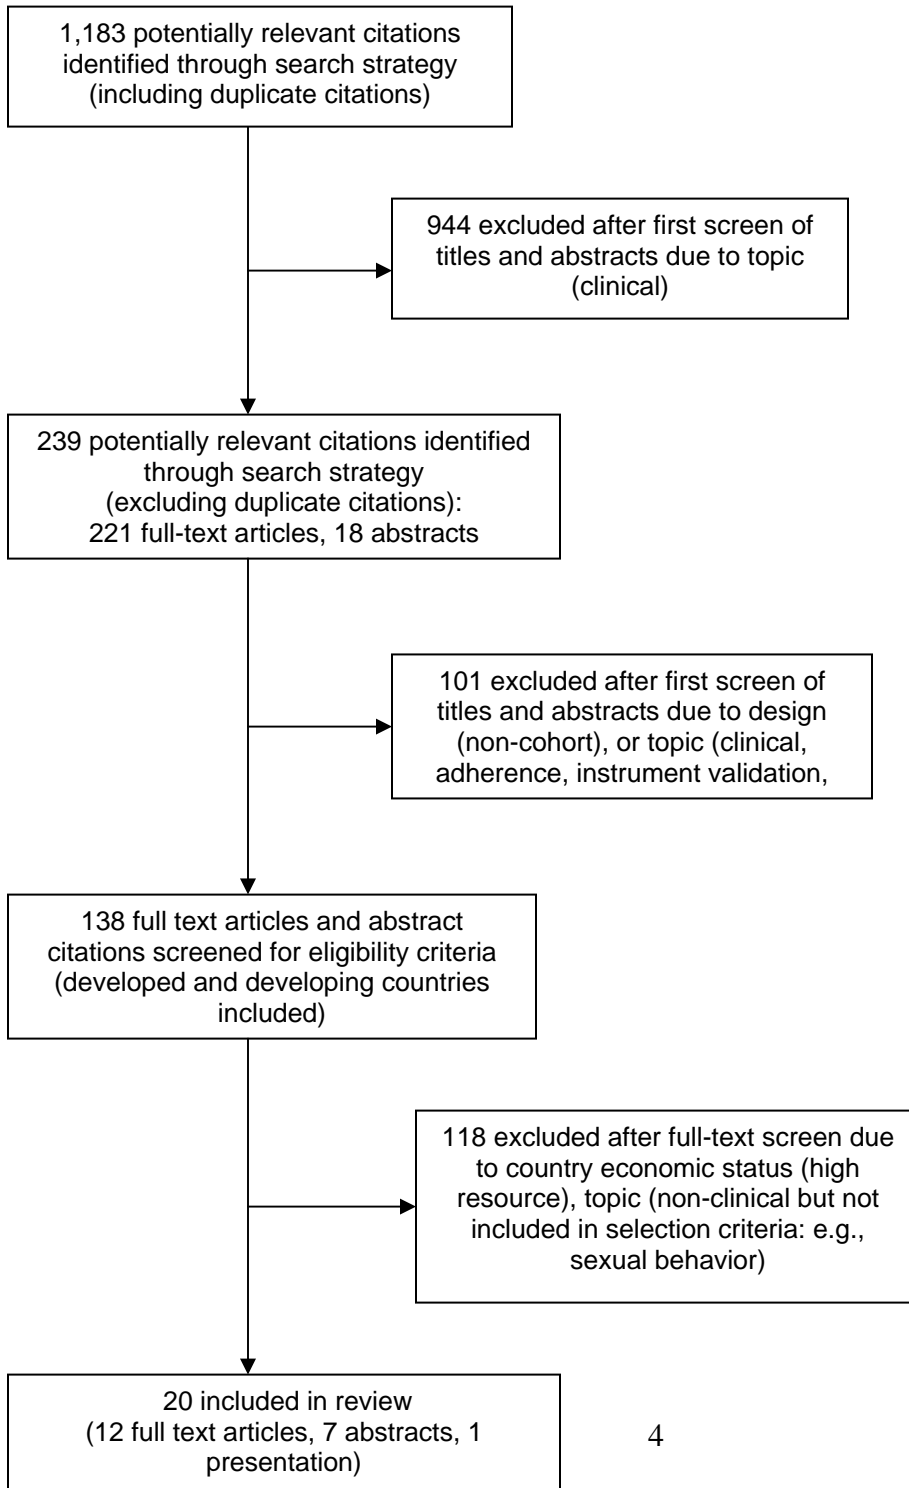 1,183 potentially relevant citations
identified through search strategy
(including duplicate citations)
944 excluded after first screen of
titles and abstracts due to topic
(clinical)
239 potentially relevant citations identified
through search strategy
(excluding duplicate citations):
221 full-text articles, 18 abstracts
101 excluded after first screen of
titles and abstracts due to design
(non-cohort), or topic (clinical,
adherence, instrument validation,
138 full text articles and abstract
citations screened for eligibility criteria
(developed and developing countries
included)
118 excluded after full-text screen due
to country economic status (high
resource), topic (non-clinical but not
included in selection criteria: e.g.,
sexual behavior)
20 included in review
(12 full text articles, 7 abstracts, 1
presentation)
4